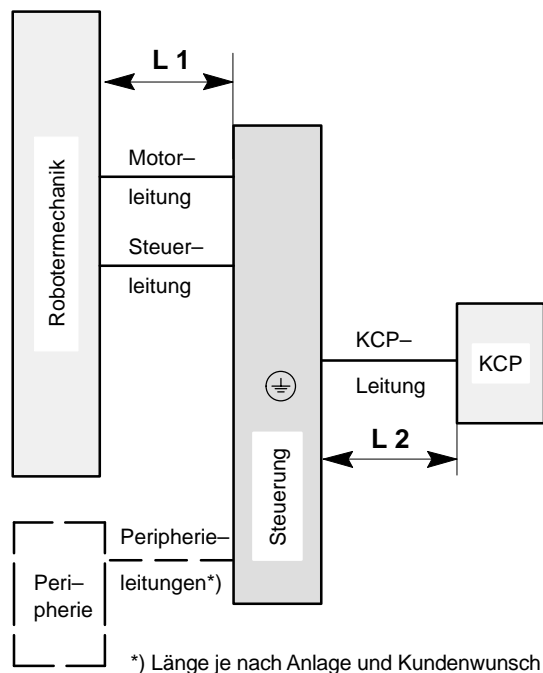 L 1
Robotermechanik
Motor–
leitung
Steuer–
leitung
KCP–
Leitung
KCP
L 2
Steuerung
Peripherie–
leitungen*)
Peri–
pherie
*) Länge je nach Anlage und Kundenwunsch